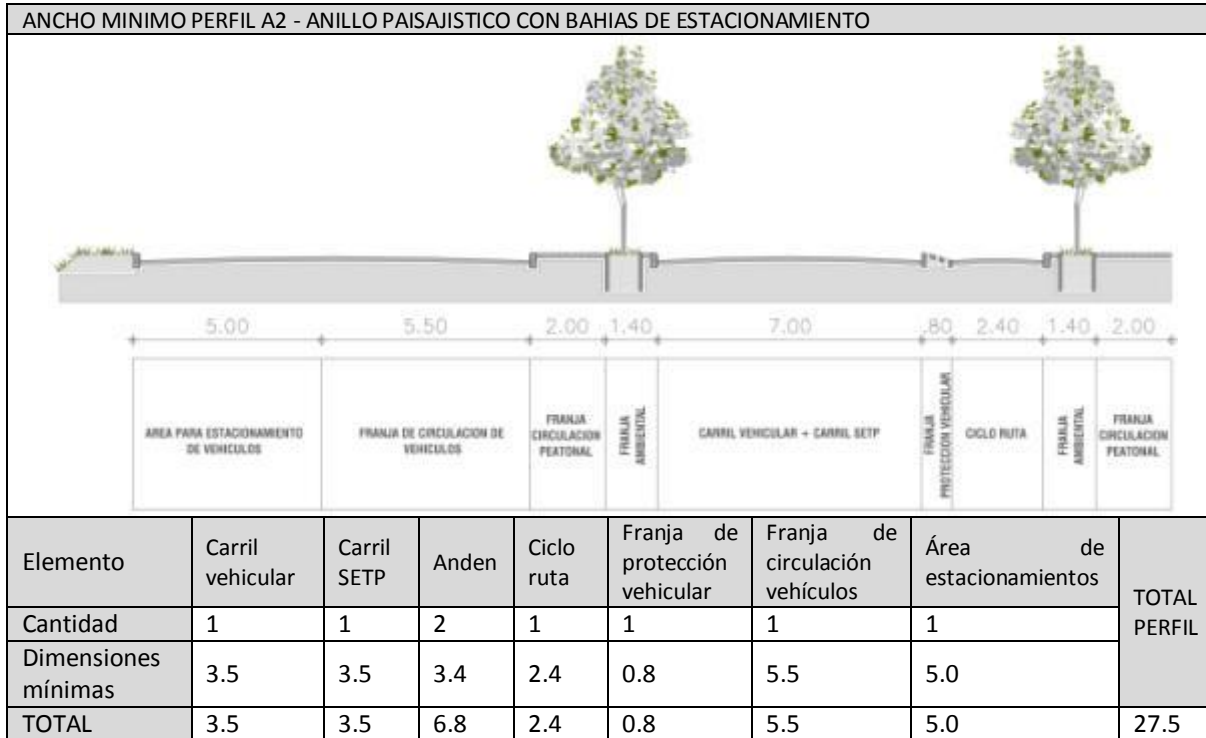 ANCHO MINIMO PERFIL A2 - ANILLO PAISAJISTICO CON BAHIAS DE ESTACIONAMIENTO
5.00 5.50 2.00 1.40 7.00 .80 2.40 1.40 2.00
AREA PARA ESTACIONAMIENTO
DE VEHICULOS
FRANJA DE CIRCULACION DE
VEHICULOS
FRANJA
CIRCULACION
PEATONAL
FRANJA
AMBIENTAL
CARRIL VEHICULAR + CARRIL SETP
FRANJA
PROTECCION VEHICULAR
CICLO RUTA
FRANJA
AMBIENTAL
FRANJA
CIRCULACION
PEATONAL
Elemento
Carril
vehicular
Carril
SETP
Anden
Ciclo
ruta
Franja de
protección
vehicular
Franja de
circulación
vehículos
Área de
estacionamientos
TOTAL
PERFIL
Cantidad 1 1 2 1 1 1 1
Dimensiones
mínimas
3.5 3.5 3.4 2.4 0.8 5.5 5.0
TOTAL 3.5 3.5 6.8 2.4 0.8 5.5 5.0 27.5